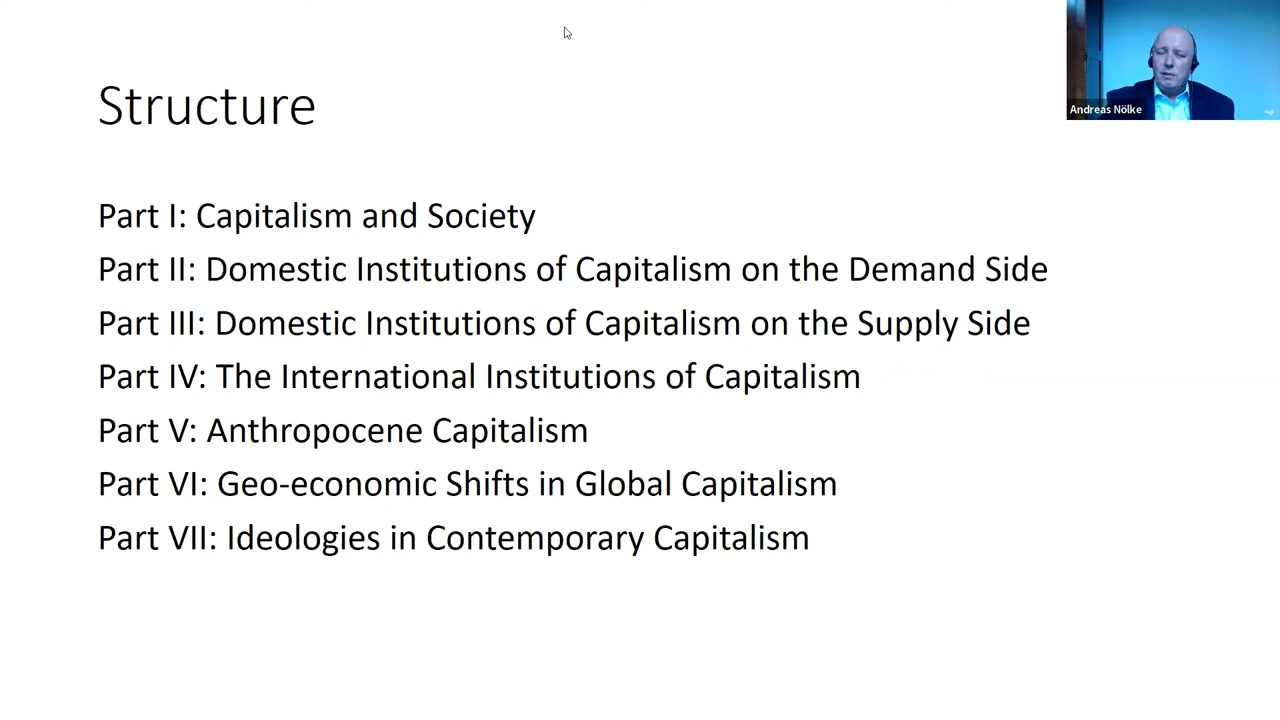 Structure
Part I: Capitalism and Society
Part II: Domestic Institutions of Capitalism on the Demand Side
Part III: Domestic Institutions of Capitalism on the Supply Side
Part IV: The International Institutions of Capitalism
Part V: Anthropocene Capitalism
Part VI: Geo-economic Shifts in Global Capitalism
Part VII: Ideologies in Contemporary Capitalism
Andreas Nölke